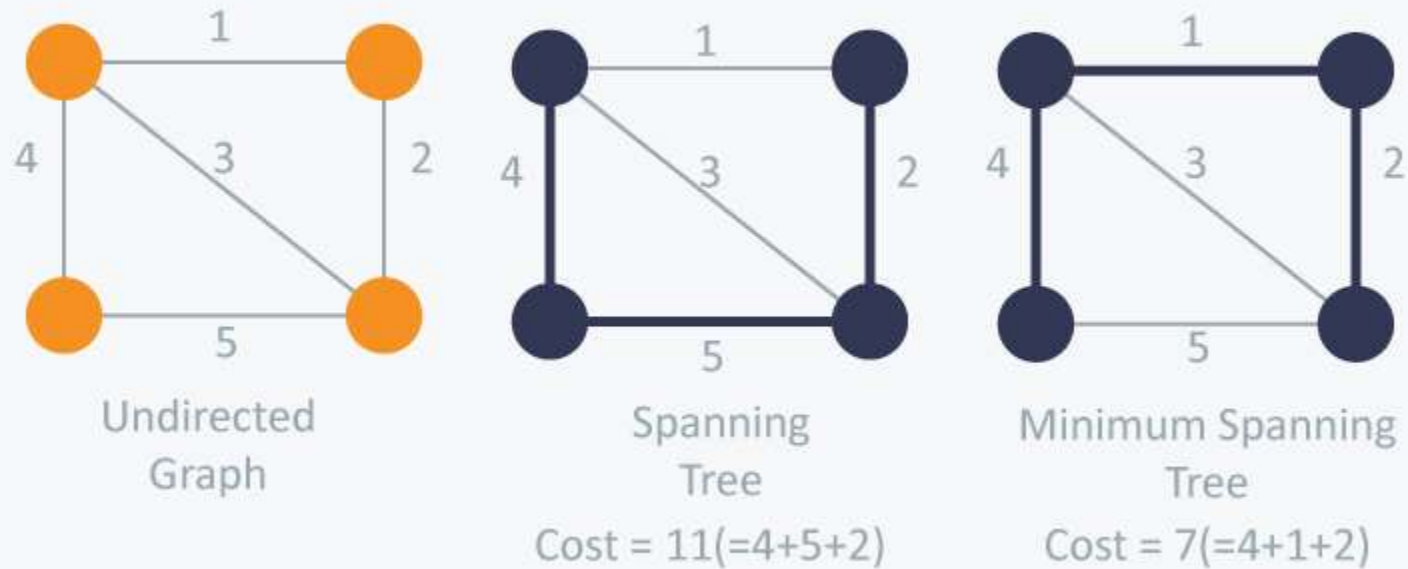 1
4
3
2
5
Undirected
Graph
1
4
3
2
5
Spanning
Tree
Cost = 11(=4+5+2)
1
4
3
2
5
Minimum Spanning
Tree
Cost = 7(=4+1+2)